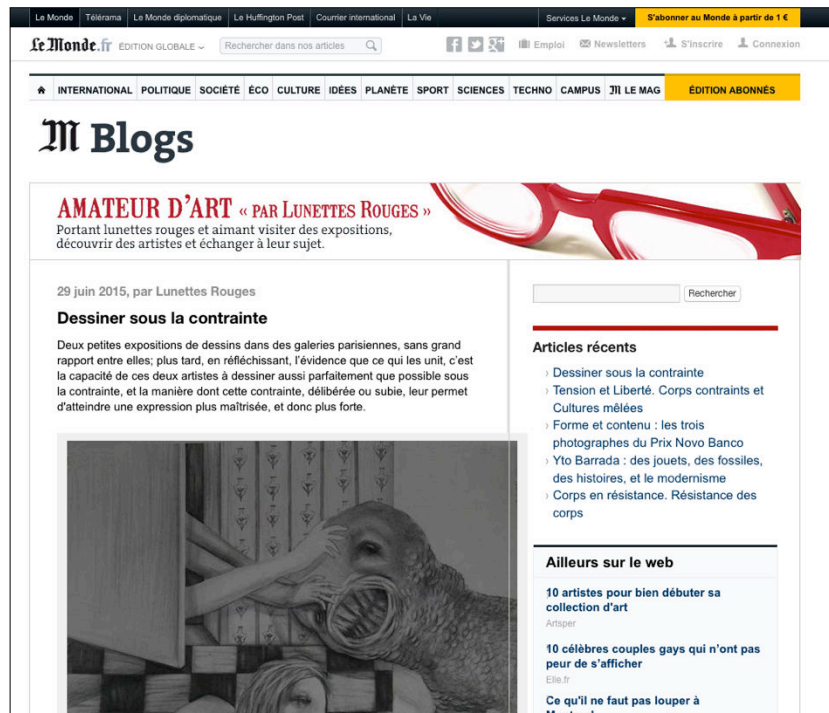 Le Monde Télérama Le Monde diplomatique Le Huffington Post Courrier international La Vie Services Le Monde S'abonner au Monde à partir de 1 €
Le Monde.fr ÉDITION GLOBALE Rechercher dans nos articles Emploi Newsletters S'inscrire Connexion
INTERNATIONAL POLITIQUE SOCIÉTÉ ÉCO CULTURE IDÉES PLANÈTE SPORT SCIENCES TECHNO CAMPUS M LE MAG ÉDITION ABONNÉS
M Blogs
AMATEUR D'ART « PAR LUNETTES ROUGES »
Portant lunettes rouges et aimant visiter des expositions,
découvrir des artistes et échanger à leur sujet.
29 juin 2015, par Lunettes Rouges
Dessiner sous la contrainte
Deux petites expositions de dessins dans des galeries parisiennes, sans grand
rapport entre elles; plus tard, en réfléchissant, l'évidence que ce qui les unit, c'est
la capacité de ces deux artistes à dessiner aussi parfaitement que possible sous
la contrainte, et la manière dont cette contrainte, délibérée ou subie, leur permet
d'atteindre une expression plus maîtrisée, et donc plus forte.
Rechercher
Articles récents
Dessiner sous la contrainte
Tension et Liberté. Corps contraints et
Cultures mêlées
Forme et contenu : les trois
photographes du Prix Novo Banco
Yto Barrada : des jouets, des fossiles,
des histoires, et le modernisme
Corps en résistance. Résistance des
corps
Ailleurs sur le web
10 artistes pour bien débuter sa
collection d'art
Artsper
10 célèbres couples gays qui n'ont pas
peur de s'afficher
Elle.fr
Ce qu'il ne faut pas louper à